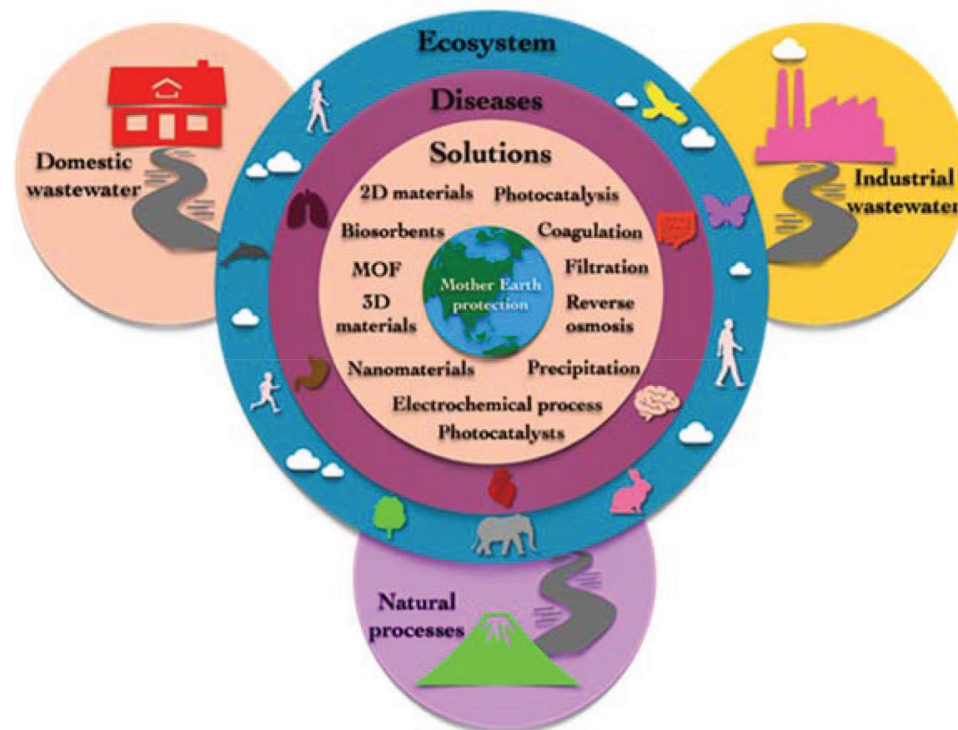 Ecosystem
Diseases
Solutions
2D materials
Photocatalysis
Biosorbents
Coagulation
MOF
Filtration
3D
materials
Reverse
osmosis
Nanomaterials
Precipitation
Electrochemical process
Photocatalysts
Mother Earth
protection
Domestic
wastewater
Industrial
wastewater
Natural
processes